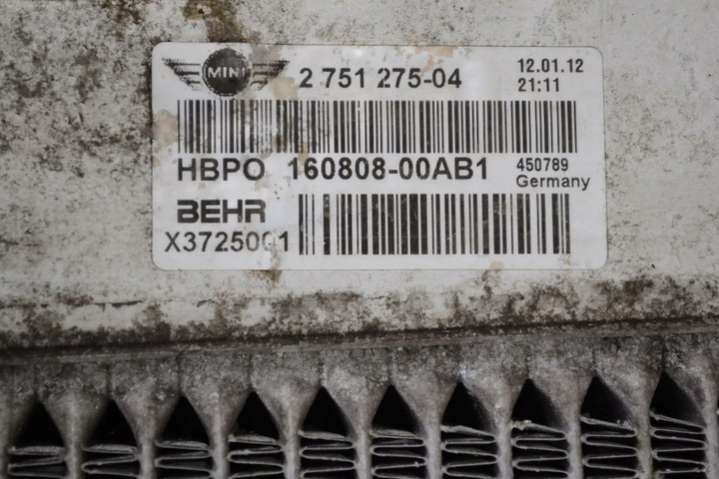 MINI 2 751 275-04
12.01.12
21:11
HBPO 160808-00AB1
450789
Germany
BEHR
X3725001